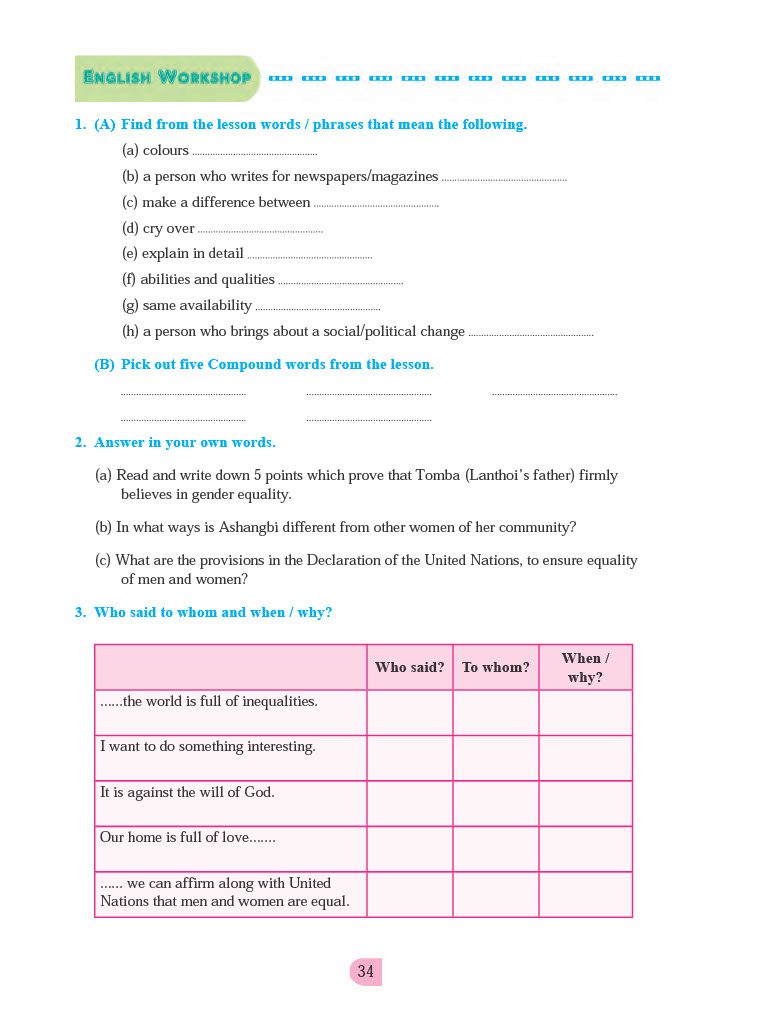 ENGLISH WORKSHOP
1. (A) Find from the lesson words / phrases that mean the following.
(a) colours ................................................
(b) a person who writes for newspapers/magazines ................................................
(c) make a difference between ................................................
(d) cry over ................................................
(e) explain in detail ................................................
(f) abilities and qualities ................................................
(g) same availability ................................................
(h) a person who brings about a social/political change ................................................
(B) Pick out five Compound words from the lesson.
................................................ ................................................ ................................................
................................................ ................................................
2. Answer in your own words.
(a) Read and write down 5 points which prove that Tomba (Lanthoi's father) firmly
believes in gender equality.
(b) In what ways is Ashangbi different from other women of her community?
(c) What are the provisions in the Declaration of the United Nations, to ensure equality
of men and women?
3. Who said to whom and when / why?
Who said? To whom? When /
why?
......the world is full of inequalities.
I want to do something interesting.
It is against the will of God.
Our home is full of love.......
...... we can affirm along with United
Nations that men and women are equal.
34